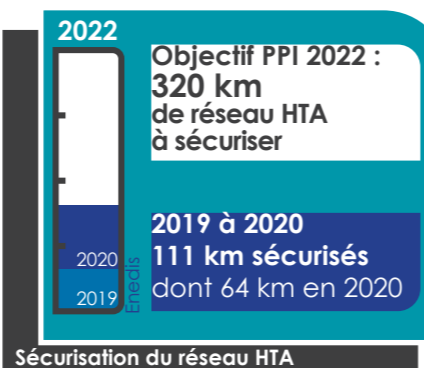 2022
Objectif PPI 2022 :
320 km
de réseau HTA
à sécuriser
2019 à 2020
111 km sécurisés
dont 64 km en 2020
2020
2019
Enedis
Sécurisation du réseau HTA